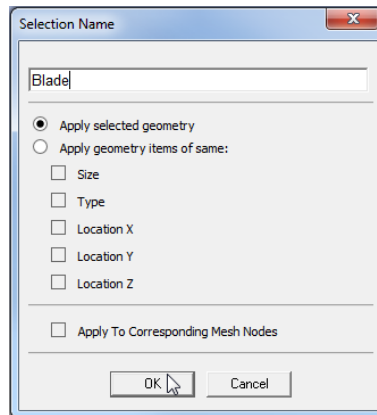 Selection Name
Blade
Apply selected geometry
Apply geometry items of same:
Size
Type
Location X
Location Y
Location Z
Apply To Corresponding Mesh Nodes
OK Cancel